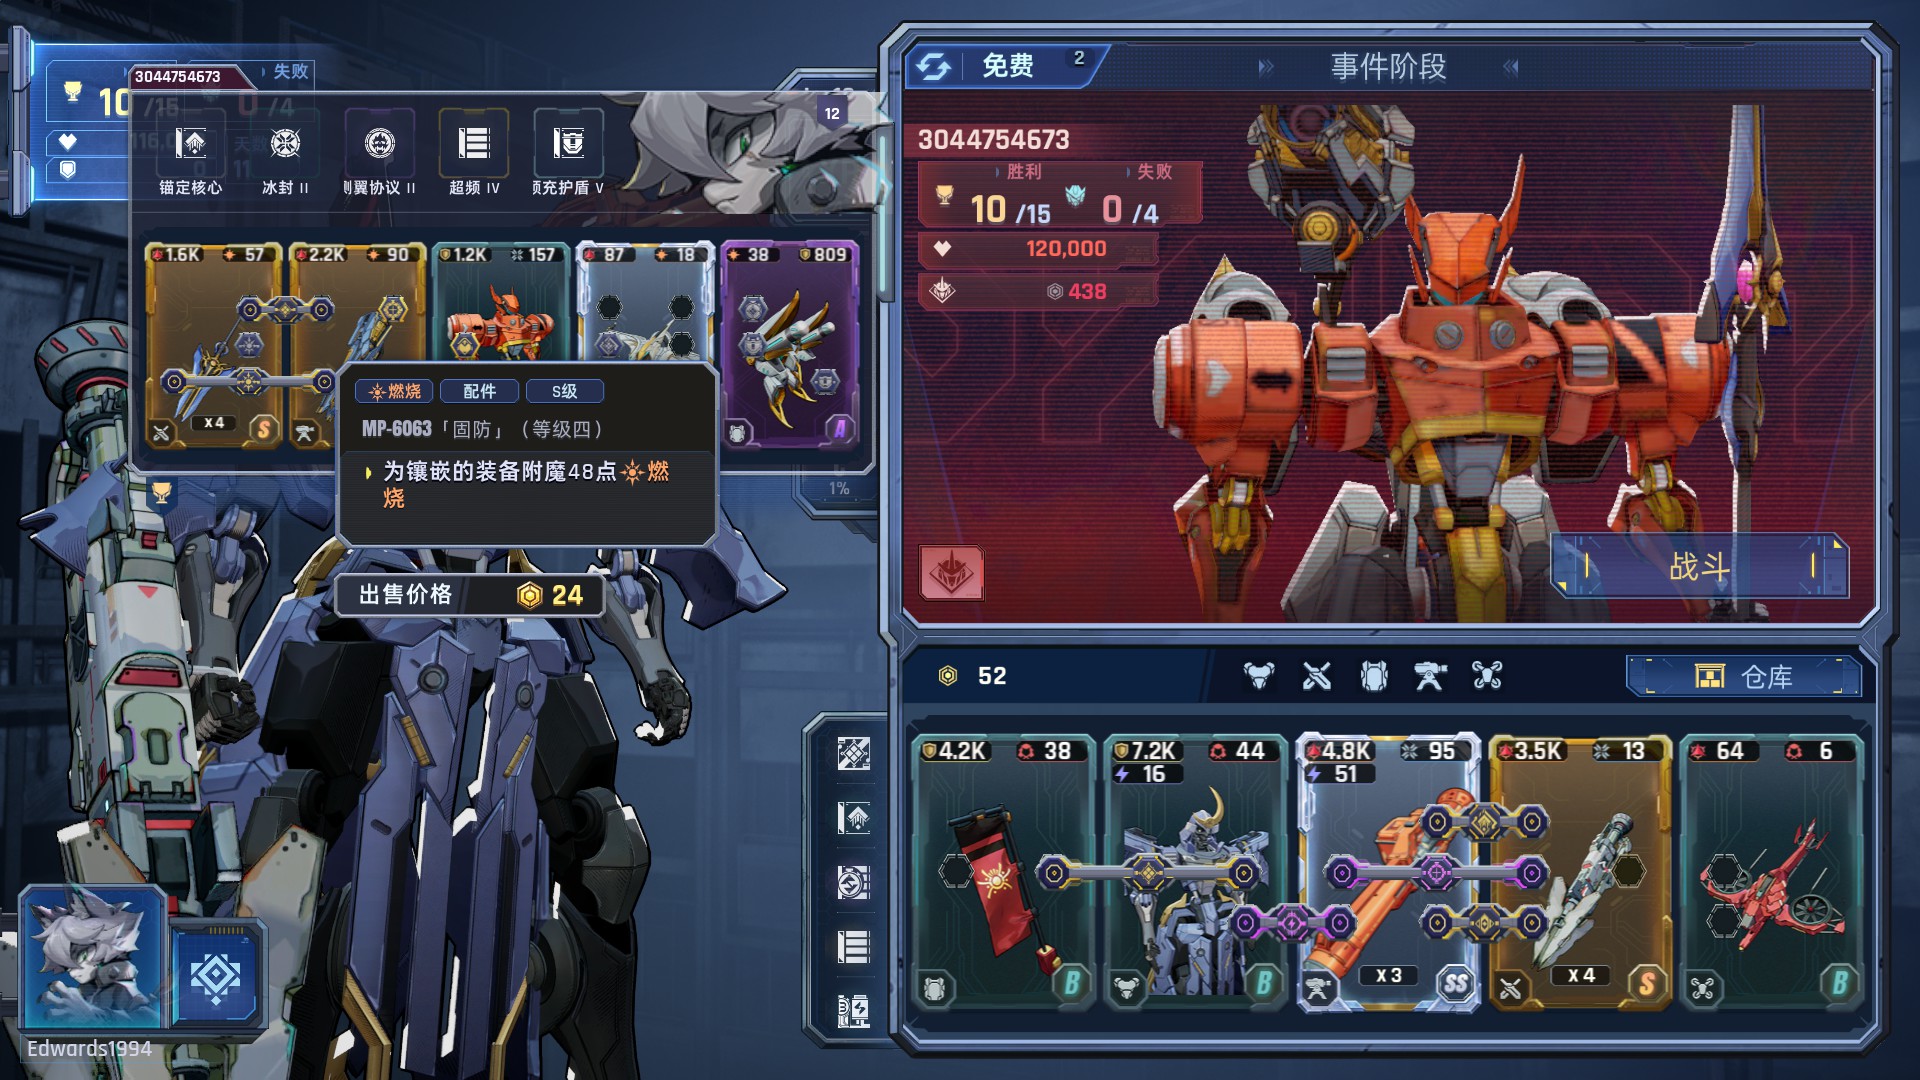 3044754673
失败
10 /15
0 /4
12
锚定核心
冰封 II
翼协议 II
超频 IV
充护盾 V
1.6K 57
2.2K 90
1.2K 157
87 18
38 809
x4 S
A
燃烧 配件 S级
MP-6063「固防」（等级四）
为镶嵌的装备附魔48点燃
烧
出售价格 24
1%
Edwards1994
免费 2
事件阶段
3044754673
胜利 失败
10 /15 0 /4
120,000
438
战斗
52
仓库
4.2K 38
7.2K 44
16
4.8K 95
51
3.5K 13
64 6
B
B
x3 SS
x4 S
B